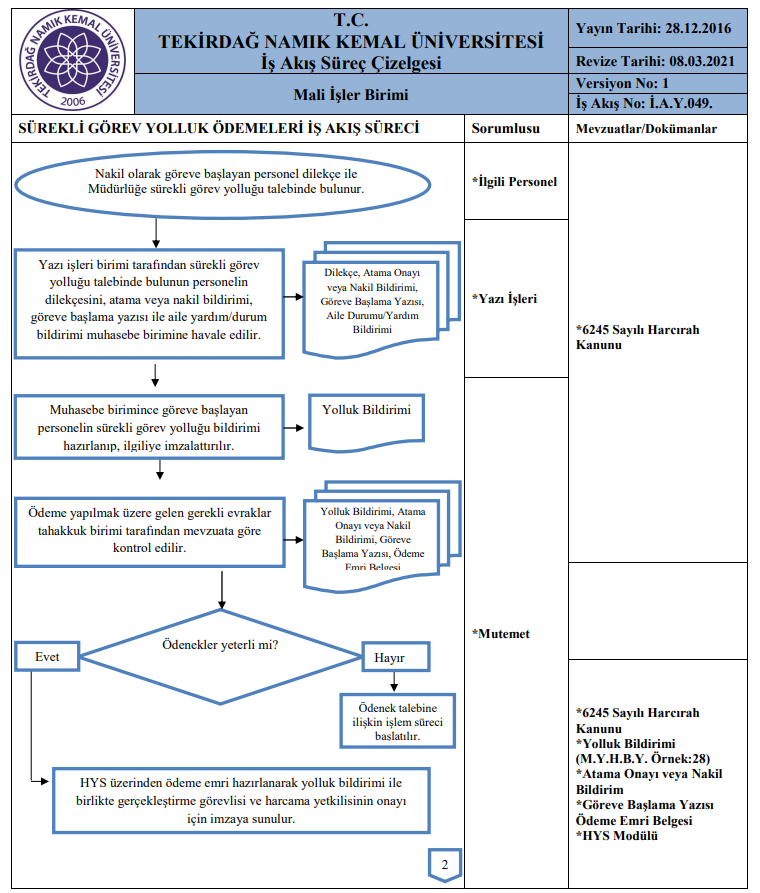 TEKİRDAĞ NAMIK KEMAL ÜNİVERSİTESİ
2006
T.C.
TEKİRDAĞ NAMIK KEMAL ÜNİVERSİTESİ
İş Akış Süreç Çizelgesi
Mali İşler Birimi
Yayın Tarihi: 28.12.2016
Revize Tarihi: 08.03.2021
Versiyon No: 1
İş Akış No: İ.A.Y.049.
SÜREKLİ GÖREV YOLLUK ÖDEMELERİ İŞ AKIŞ SÜRECİ
Sorumlusu
Mevzuatlar/Dokümanlar
Nakil olarak göreve başlayan personel dilekçe ile
Müdürlüğe sürekli görev yolluğu talebinde bulunur.
*İlgili Personel
Yazı işleri birimi tarafından sürekli görev
yolluğu talebinde bulunun personelin
dilekçesini, atama veya nakil bildirimi,
göreve başlama yazısı ile aile yardım/durum
bildirimi muhasebe birimine havale edilir.
Dilekçe, Atama Onayı
veya Nakil Bildirimi,
Göreve Başlama Yazısı,
Aile Durumu/Yardım
Bildirimi
*Yazı İşleri
*6245 Sayılı Harcırah
Kanunu
Muhasebe birimince göreve başlayan
personelin sürekli görev yolluğu bildirimi
hazırlanıp, ilgiliye imzalattırılır.
Yolluk Bildirimi
Ödeme yapılmak üzere gelen gerekli evraklar
tahakkuk birimi tarafından mevzuata göre
kontrol edilir.
Yolluk Bildirimi, Atama
Onayı veya Nakil
Bildirimi, Göreve
Başlama Yazısı, Ödeme
Emri Belgesi
*Mutemet
Ödenekler yeterli mi?
Evet
Hayır
Ödenek talebine
ilişkin işlem süreci
başlatılır.
HYS üzerinden ödeme emri hazırlanarak yolluk bildirimi ile
birlikte gerçekleştirme görevlisi ve harcama yetkilisinin onayı
için imzaya sunulur.
*6245 Sayılı Harcırah
Kanunu
*Yolluk Bildirimi
(M.Y.H.B.Y. Örnek:28)
*Atama Onayı veya Nakil
Bildirim
*Göreve Başlama Yazısı
Ödeme Emri Belgesi
*HYS Modülü
2